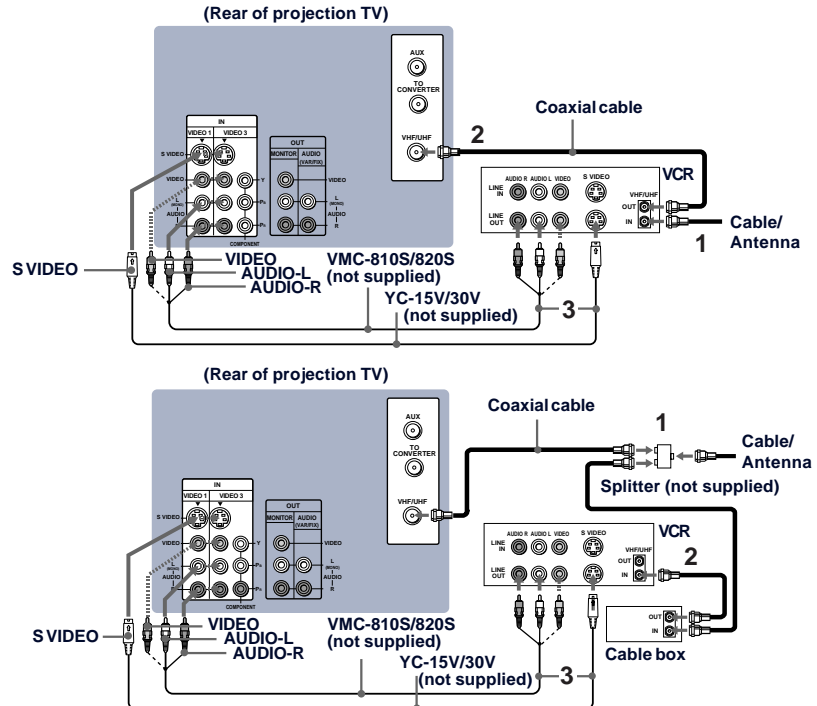 (Rear of projection TV)
AUX
TO
CONVERTER
VHF/UHF
2
Coaxial cable
IN
VIDEO 1
VIDEO 3
S VIDEO
VIDEO
L
(MONO)
AUDIO
R
Y
PB
PR
COMPONENT
OUT
MONITOR
AUDIO
(VAR/FIX)
VIDEO
L
(MONO)
AUDIO
R
AUDIO R
AUDIO L
VIDEO
S VIDEO
LINE
IN
LINE
OUT
VHF/UHF
OUT
IN
VCR
1
Cable/
Antenna
S VIDEO
VIDEO
AUDIO-L
AUDIO-R
VMC-810S/820S
(not supplied)
YC-15V/30V
(not supplied)
3
(Rear of projection TV)
AUX
TO
CONVERTER
VHF/UHF
Coaxial cable
1
Cable/
Antenna
Splitter (not supplied)
IN
VIDEO 1
VIDEO 3
S VIDEO
VIDEO
L
(MONO)
AUDIO
R
Y
PB
PR
COMPONENT
OUT
MONITOR
AUDIO
(VAR/FIX)
VIDEO
L
(MONO)
AUDIO
R
AUDIO R
AUDIO L
VIDEO
S VIDEO
LINE
IN
LINE
OUT
VHF/UHF
OUT
IN
VCR
2
OUT
IN
Cable box
S VIDEO
VIDEO
AUDIO-L
AUDIO-R
VMC-810S/820S
(not supplied)
YC-15V/30V
(not supplied)
3